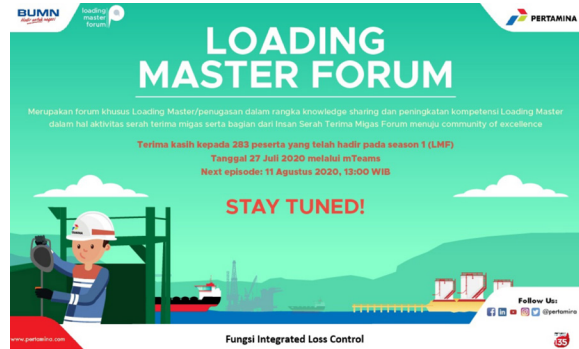 BUMN
Hadir untuk negeri
loading
master
forum
PERTAMINA
LOADING
MASTER FORUM
Merupakan forum khusus Loading Master/penugasan dalam rangka knowledge sharing dan peningkatan kompetensi Loading Master
dalam hal aktivitas serah terima migas serta bagian dari Insan Serah Terima Migas Forum menuju community of excellence
Terima kasih kepada 283 peserta yang telah hadir pada season 1 (LMF)
Tanggal 27 Juli 2020 melalui mTeams
Next episode: 11 Agustus 2020, 13:00 WIB
STAY TUNED!
Follow Us:
@pertamina
www.pertamina.com
Fungsi Integrated Loss Control
135